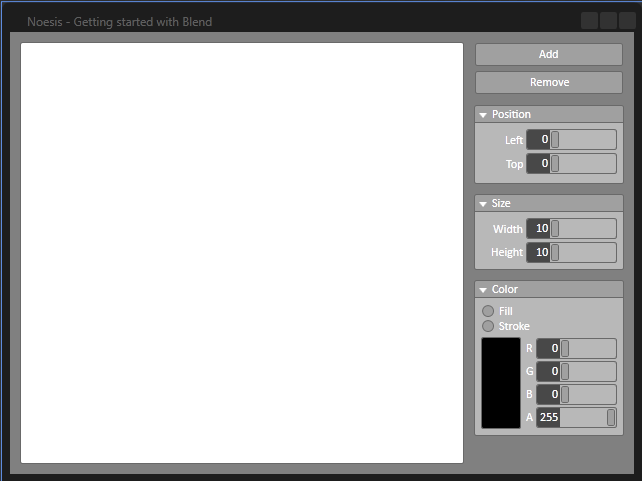 Noesis - Getting started with Blend
Add
Remove
Position
Left 0
Top 0
Size
Width 10
Height 10
Color
Fill
Stroke
R 0
G 0
B 0
A 255